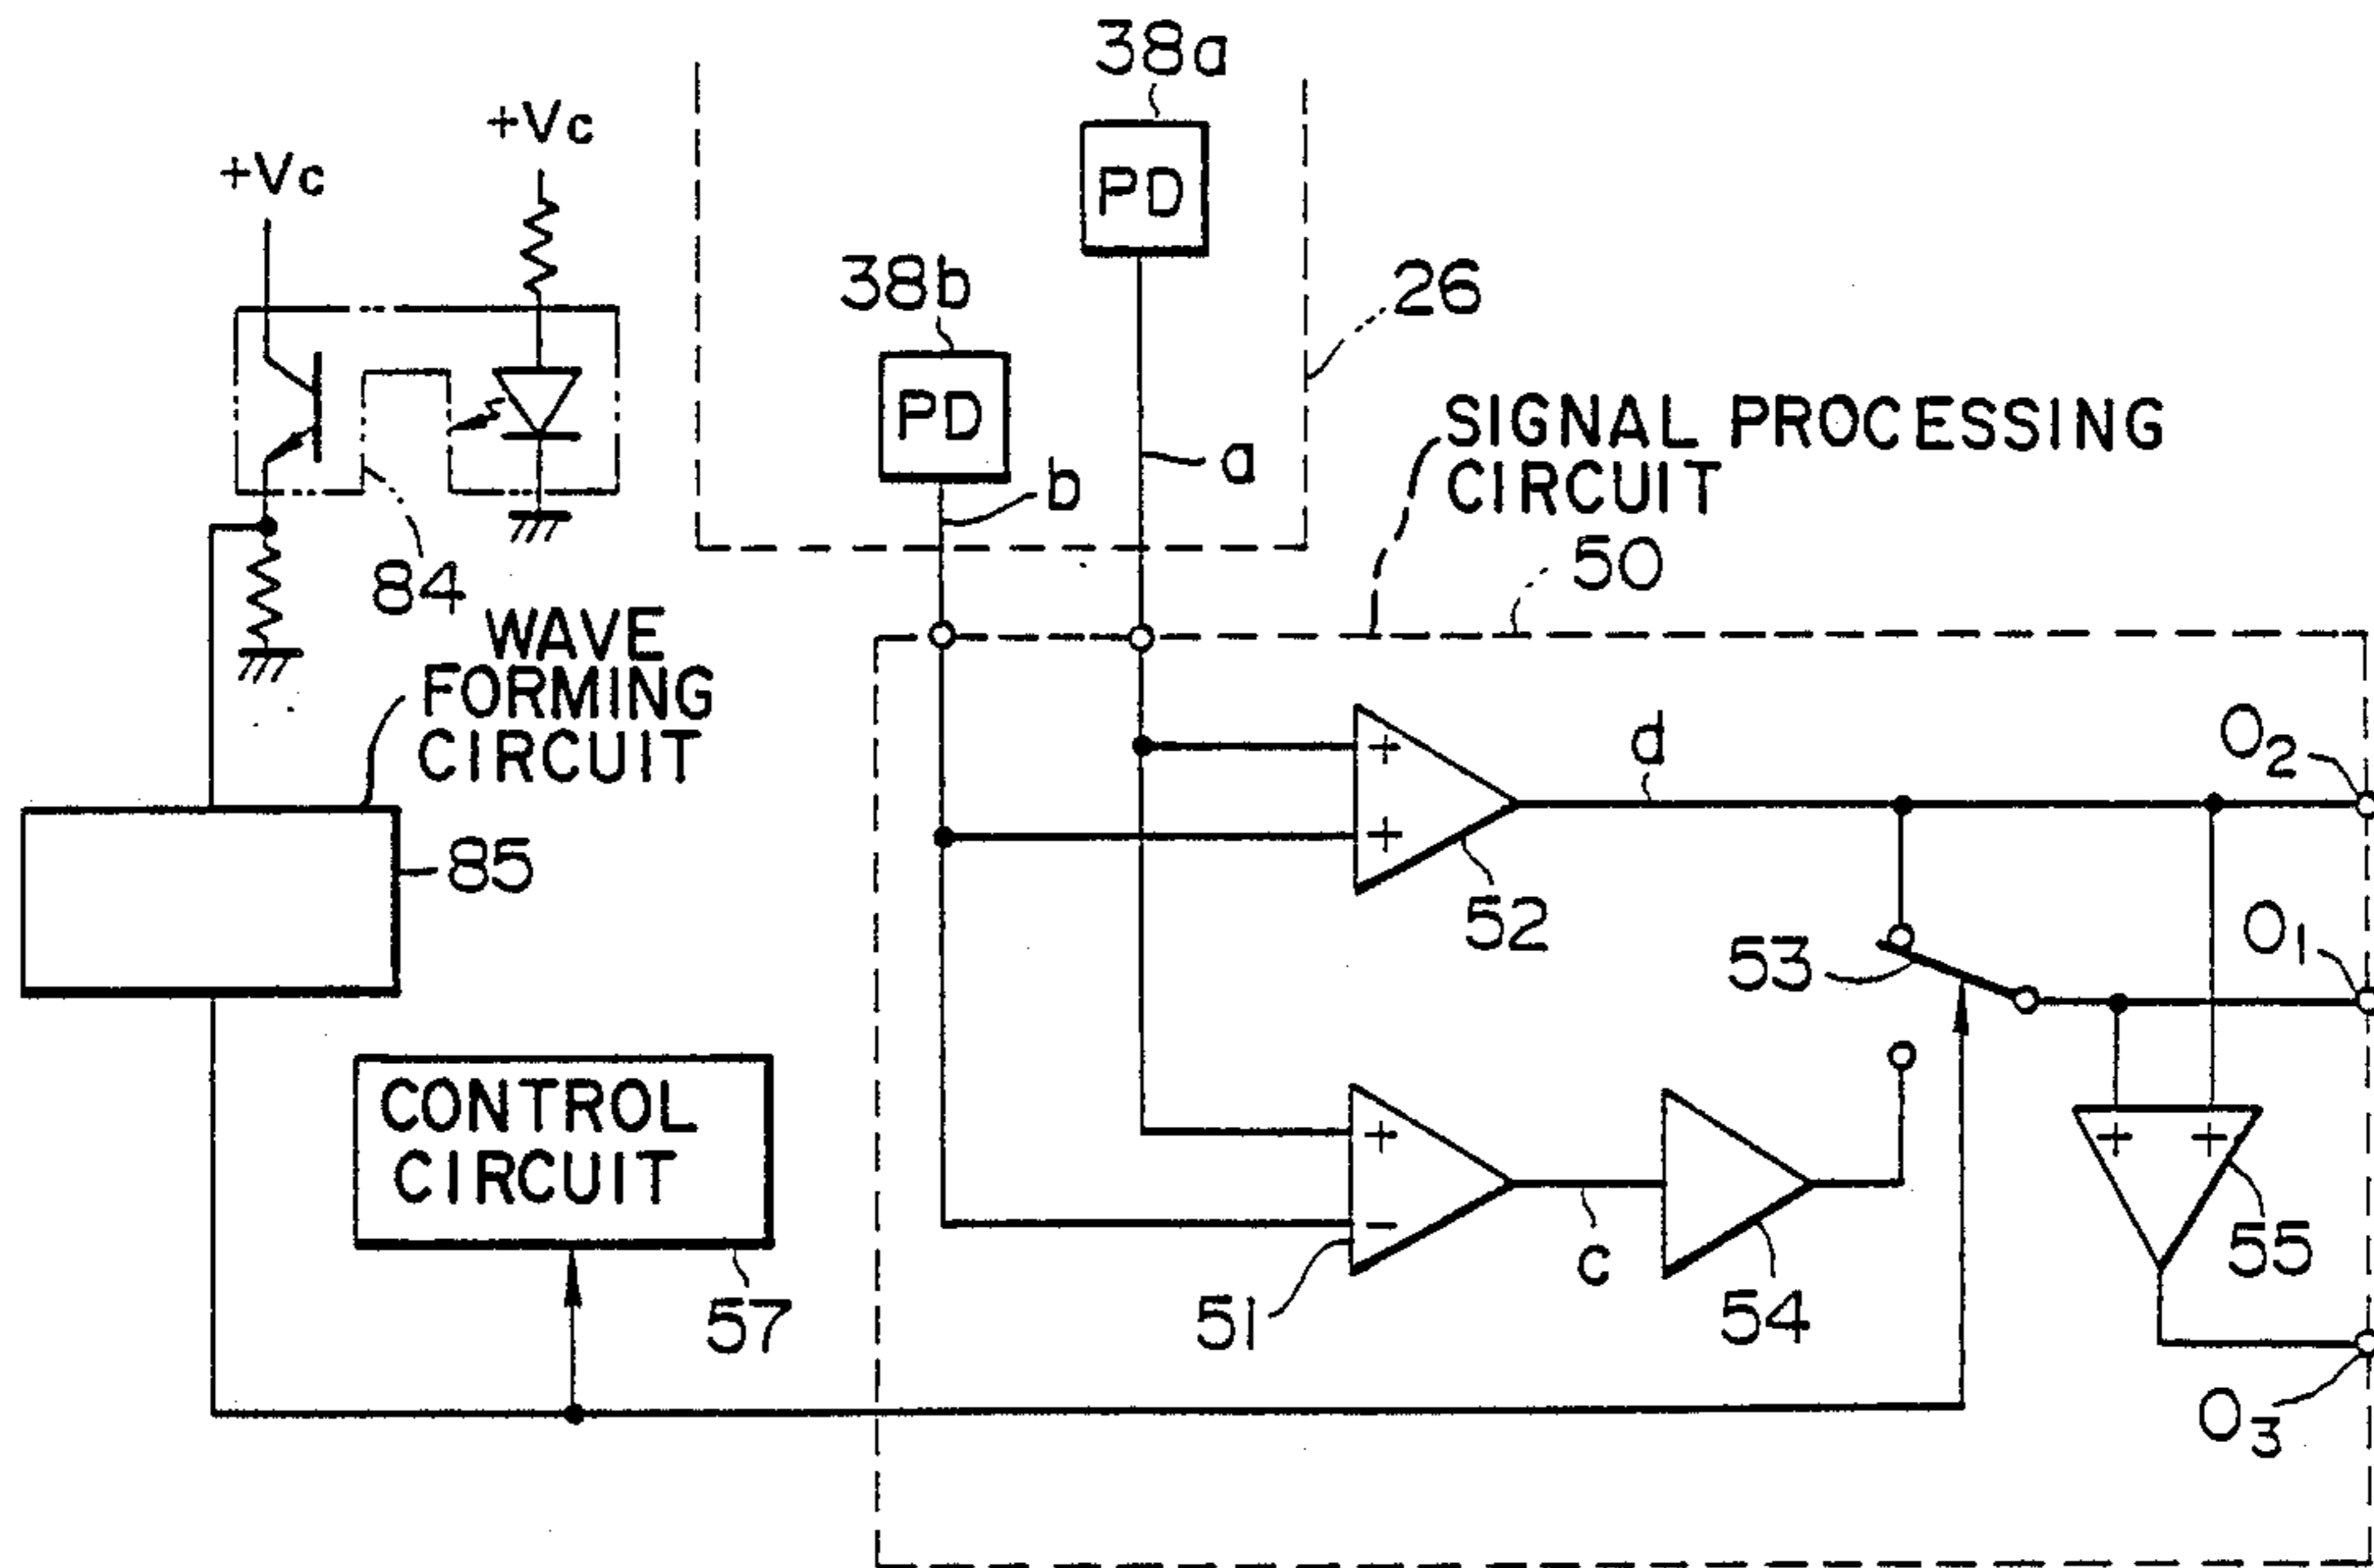 38a
+Vc
+Vc
PD
38b
26
PD
a
b
SIGNAL PROCESSING
CIRCUIT
50
84
WAVE
FORMING
CIRCUIT
+
d
O2
+
85
52
O1
53
CONTROL
CIRCUIT
+
+ +
-
c
55
51
54
57
O3